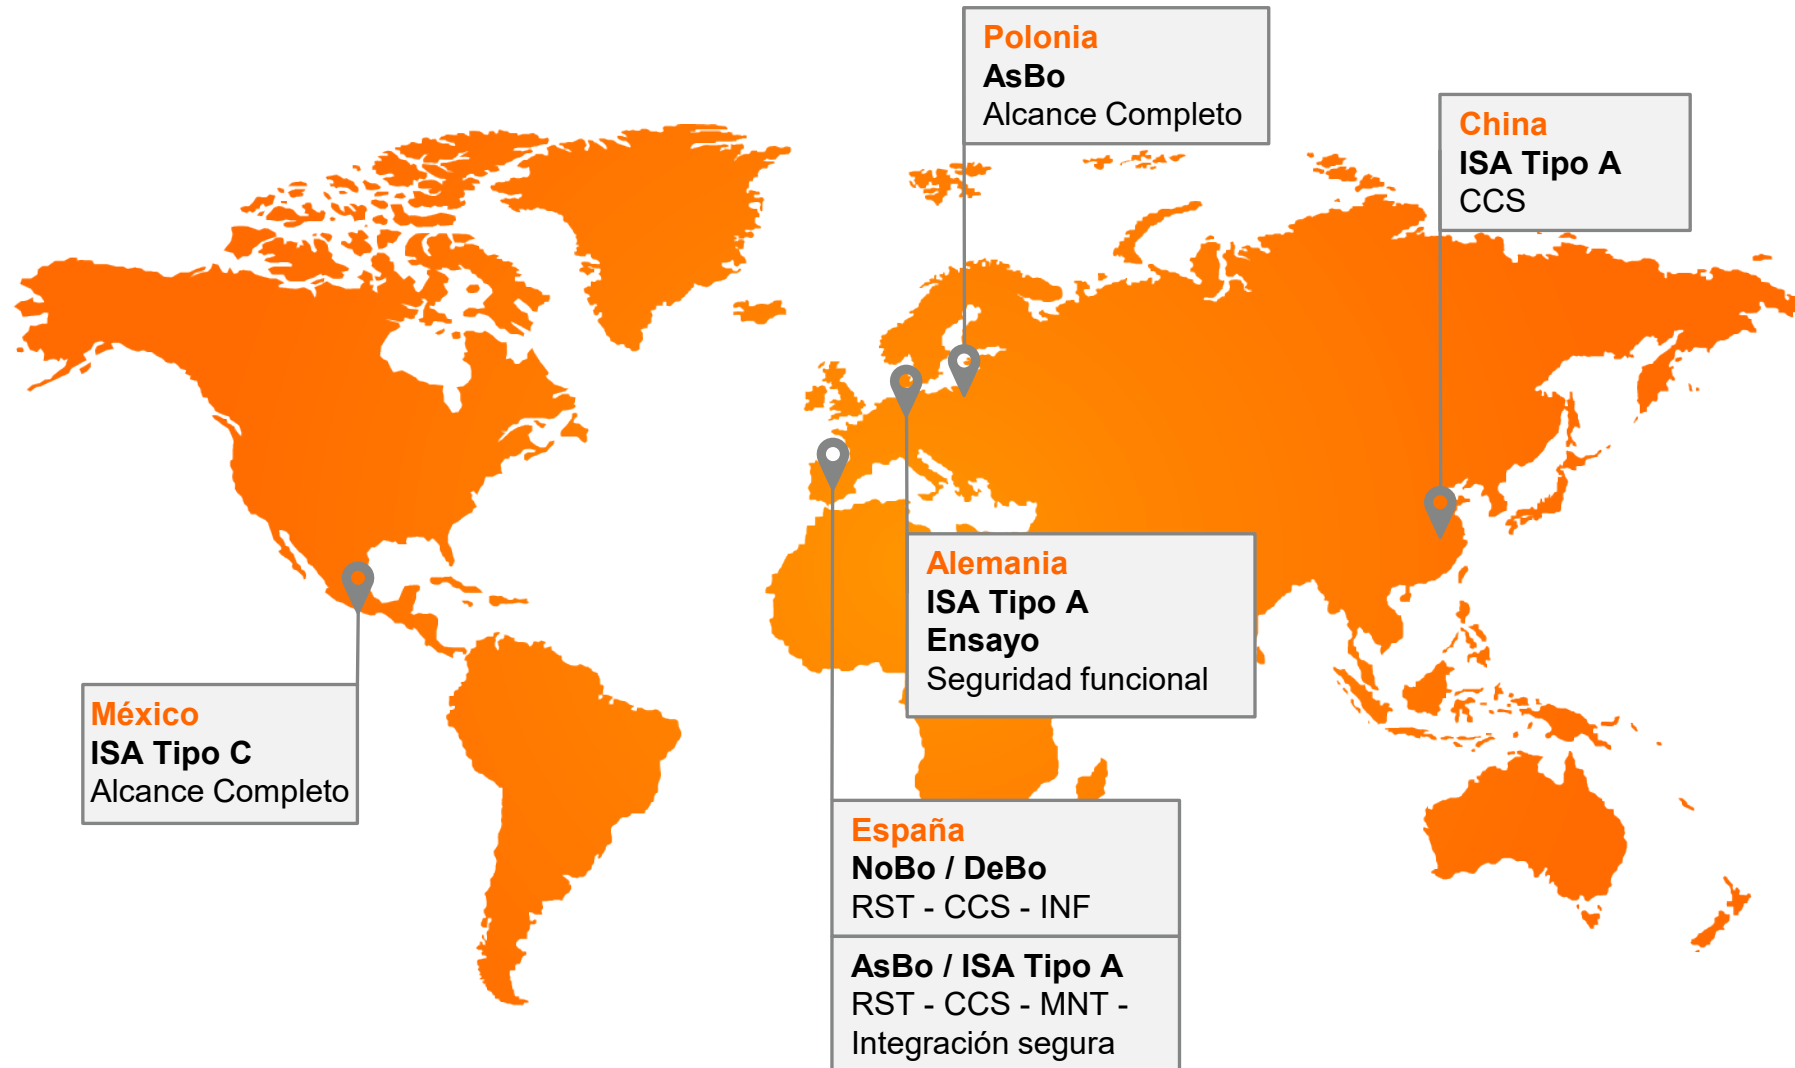 Polonia
AsBo
Alcance Completo
China
ISA Tipo A
CCS
Alemania
ISA Tipo A
Ensayo
Seguridad funcional
México
ISA Tipo C
Alcance Completo
España
NoBo / DeBo
RST - CCS - INF
AsBo / ISA Tipo A
RST - CCS - MNT -
Integración segura